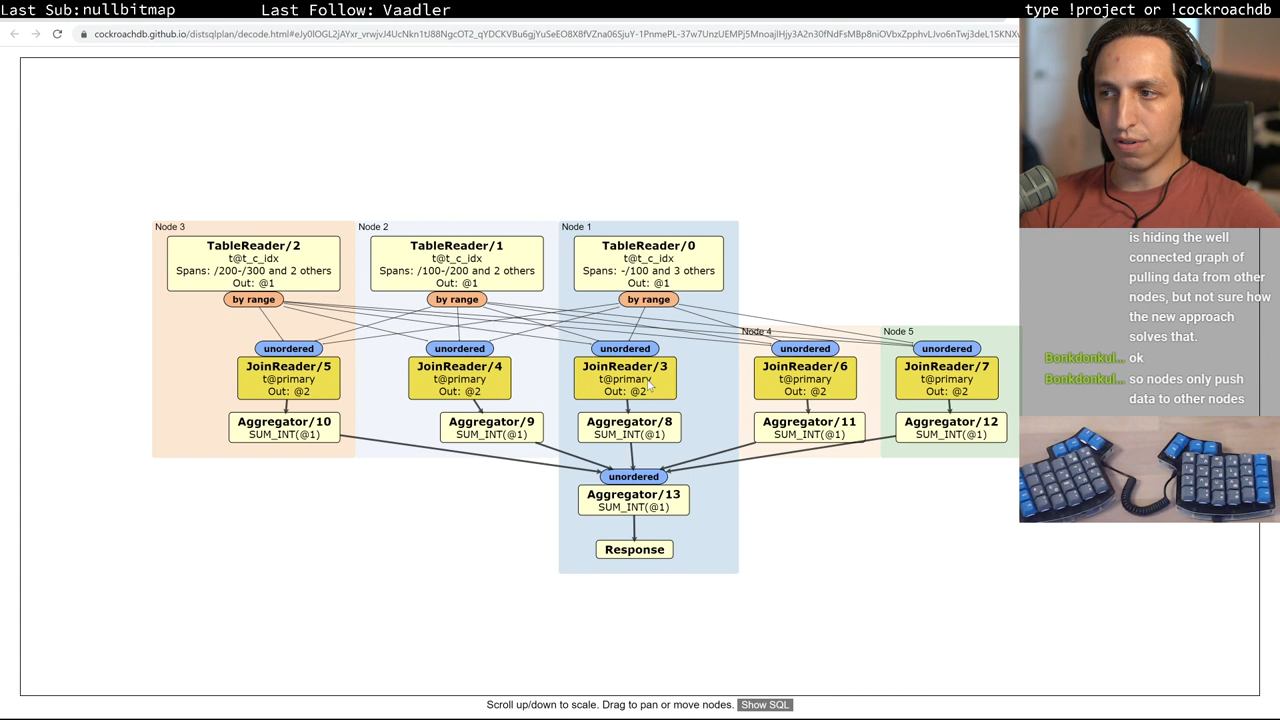 Last Sub:nullbitmap
Last Follow: Vaadler
type !project or !cockroachdb
Node 3
Node 2
Node 1
TableReader/2
t@t_c_idx
Spans: /200-/300 and 2 others
Out: @1
by range
TableReader/1
t@t_c_idx
Spans: /100-/200 and 2 others
Out: @1
by range
TableReader/0
t@t_c_idx
Spans: -/100 and 3 others
Out: @1
by range
Node 4
Node 5
unordered
JoinReader/5
t@primary
Out: @2
unordered
JoinReader/4
t@primary
Out: @2
unordered
JoinReader/3
t@primary
Out: @2
unordered
JoinReader/6
t@primary
Out: @2
unordered
JoinReader/7
t@primary
Out: @2
Aggregator/10
SUM_INT(@1)
Aggregator/9
SUM_INT(@1)
Aggregator/8
SUM_INT(@1)
Aggregator/11
SUM_INT(@1)
Aggregator/12
SUM_INT(@1)
unordered
Aggregator/13
SUM_INT(@1)
Response
Scroll up/down to scale. Drag to pan or move nodes. Show SQL
is hiding the well
connected graph of
pulling data from other
nodes, but not sure how
the new approach
solves that.
Bonkdonkul... ok
Bonkdonkul... so nodes only push
data to other nodes